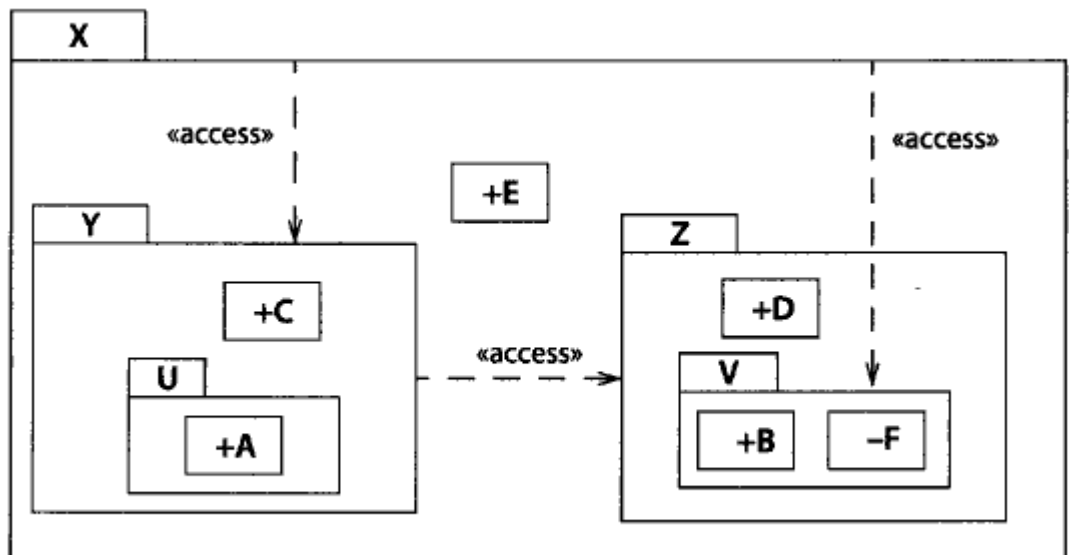 X
«access»
«access»
+E
Y
Z
+C
+D
«access»
U
V
+A
+B
–F